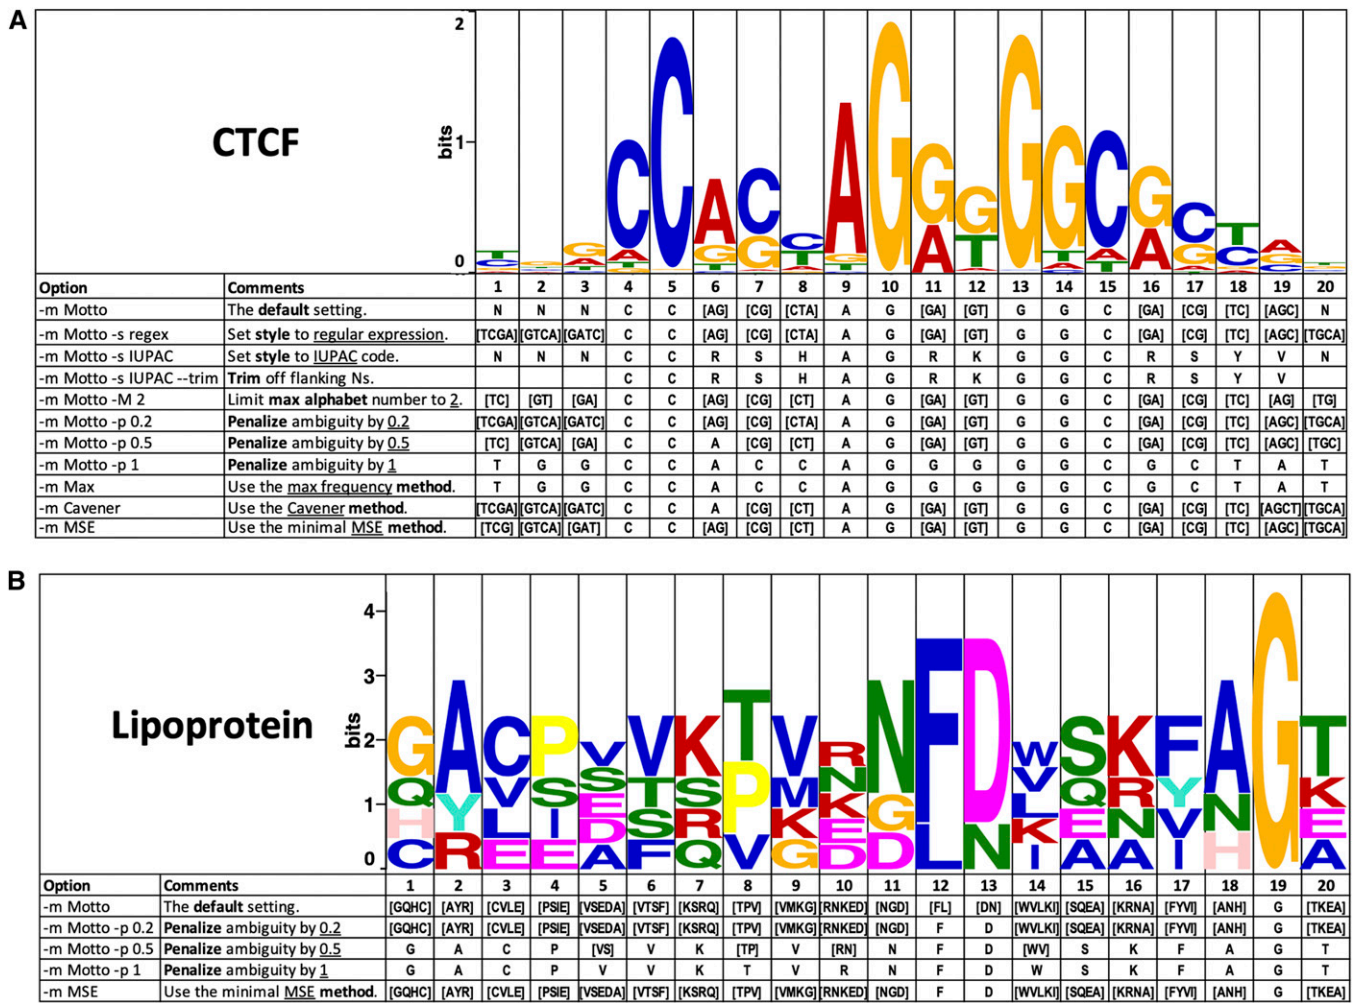 A
CTCF
bits
2
1
0
Option Comments 1 2 3 4 5 6 7 8 9 10 11 12 13 14 15 16 17 18 19 20
-m Motto The default setting. N N N C C [AG] [CG] [CTA] A G [GA] [GT] G G C [GA] [CG] [TC] [AGC] N
-m Motto -s regex Set style to regular expression. [TCGA] [GTCA] [GATC] C C [AG] [CG] [CTA] A G [GA] [GT] G G C [GA] [CG] [TC] [AGC] [TGCA]
-m Motto -s IUPAC Set style to IUPAC code. N N N C C R S H A G R K G G C R S Y V N
-m Motto -s IUPAC --trim Trim off flanking Ns. C C R S H A G R K G G C R S Y V
-m Motto -M 2 Limit max alphabet number to 2. [TC] [GT] [GA] C C [AG] [CG] [CT] A G [GA] [GT] G G C [GA] [CG] [TC] [AG] [TG]
-m Motto -p 0.2 Penalize ambiguity by 0.2 [TCGA] [GTCA] [GATC] C C [AG] [CG] [CTA] A G [GA] [GT] G G C [GA] [CG] [TC] [AGC] [TGCA]
-m Motto -p 0.5 Penalize ambiguity by 0.5 [TC] [GTCA] [GA] C C A [CG] [CT] A G [GA] [GT] G G C [GA] [CG] [TC] [AGC] [TGC]
-m Motto -p 1 Penalize ambiguity by 1 T G G C C A C C A G G G G G C G C T A T
-m Max Use the max frequency method. T G G C C A C C A G G G G G C G C T A T
-m Cavener Use the Cavener method. [TCGA] [GTCA] [GATC] C C A [CG] [CT] A G [GA] [GT] G G C [GA] [CG] [TC] [AGCT] [TGCA]
-m MSE Use the minimal MSE method. [TCG] [GTCA] [GAT] C C [AG] [CG] [CT] A G [GA] [GT] G G C [GA] [CG] [TC] [AGC] [TGCA]
B
Lipoprotein
bits
4
3
2
1
0
G A C P V V K T V R N F D W S K F A G T
Q Y V S S T S P M N G L N V Q R Y N K
H R L I E S R V K K D L E N V H E
C E E D F Q G E K A A I A
A D I
Option Comments 1 2 3 4 5 6 7 8 9 10 11 12 13 14 15 16 17 18 19 20
-m Motto The default setting. [GQHC] [AYR] [CVLE] [PSIE] [VSEDA] [VTSF] [KSRQ] [TPV] [VMKG] [RNKED] [NGD] [FL] [DN] [WVLKI] [SQEA] [KRNA] [FYVI] [ANH] G [TKEA]
-m Motto -p 0.2 Penalize ambiguity by 0.2 [GQHC] [AYR] [CVLE] [PSIE] [VSEDA] [VTSF] [KSRQ] [TPV] [VMKG] [RNKED] [NGD] F D [WVLKI] [SQEA] [KRNA] [FYVI] [ANH] G [TKEA]
-m Motto -p 0.5 Penalize ambiguity by 0.5 G A C P [VS] V K [TP] V [RN] N F D [WV] S K F A G T
-m Motto -p 1 Penalize ambiguity by 1 G A C P V V K T V R N F D W S K F A G T
-m MSE Use the minimal MSE method. [GQHC] [AYR] [CVLE] [PSIE] [VSEDA] [VTSF] [KSRQ] [TPV] [VMKG] [RNKED] [NGD] F D [WVLKI] [SQEA] [KRNA] [FYVI] [ANH] G [TKEA]